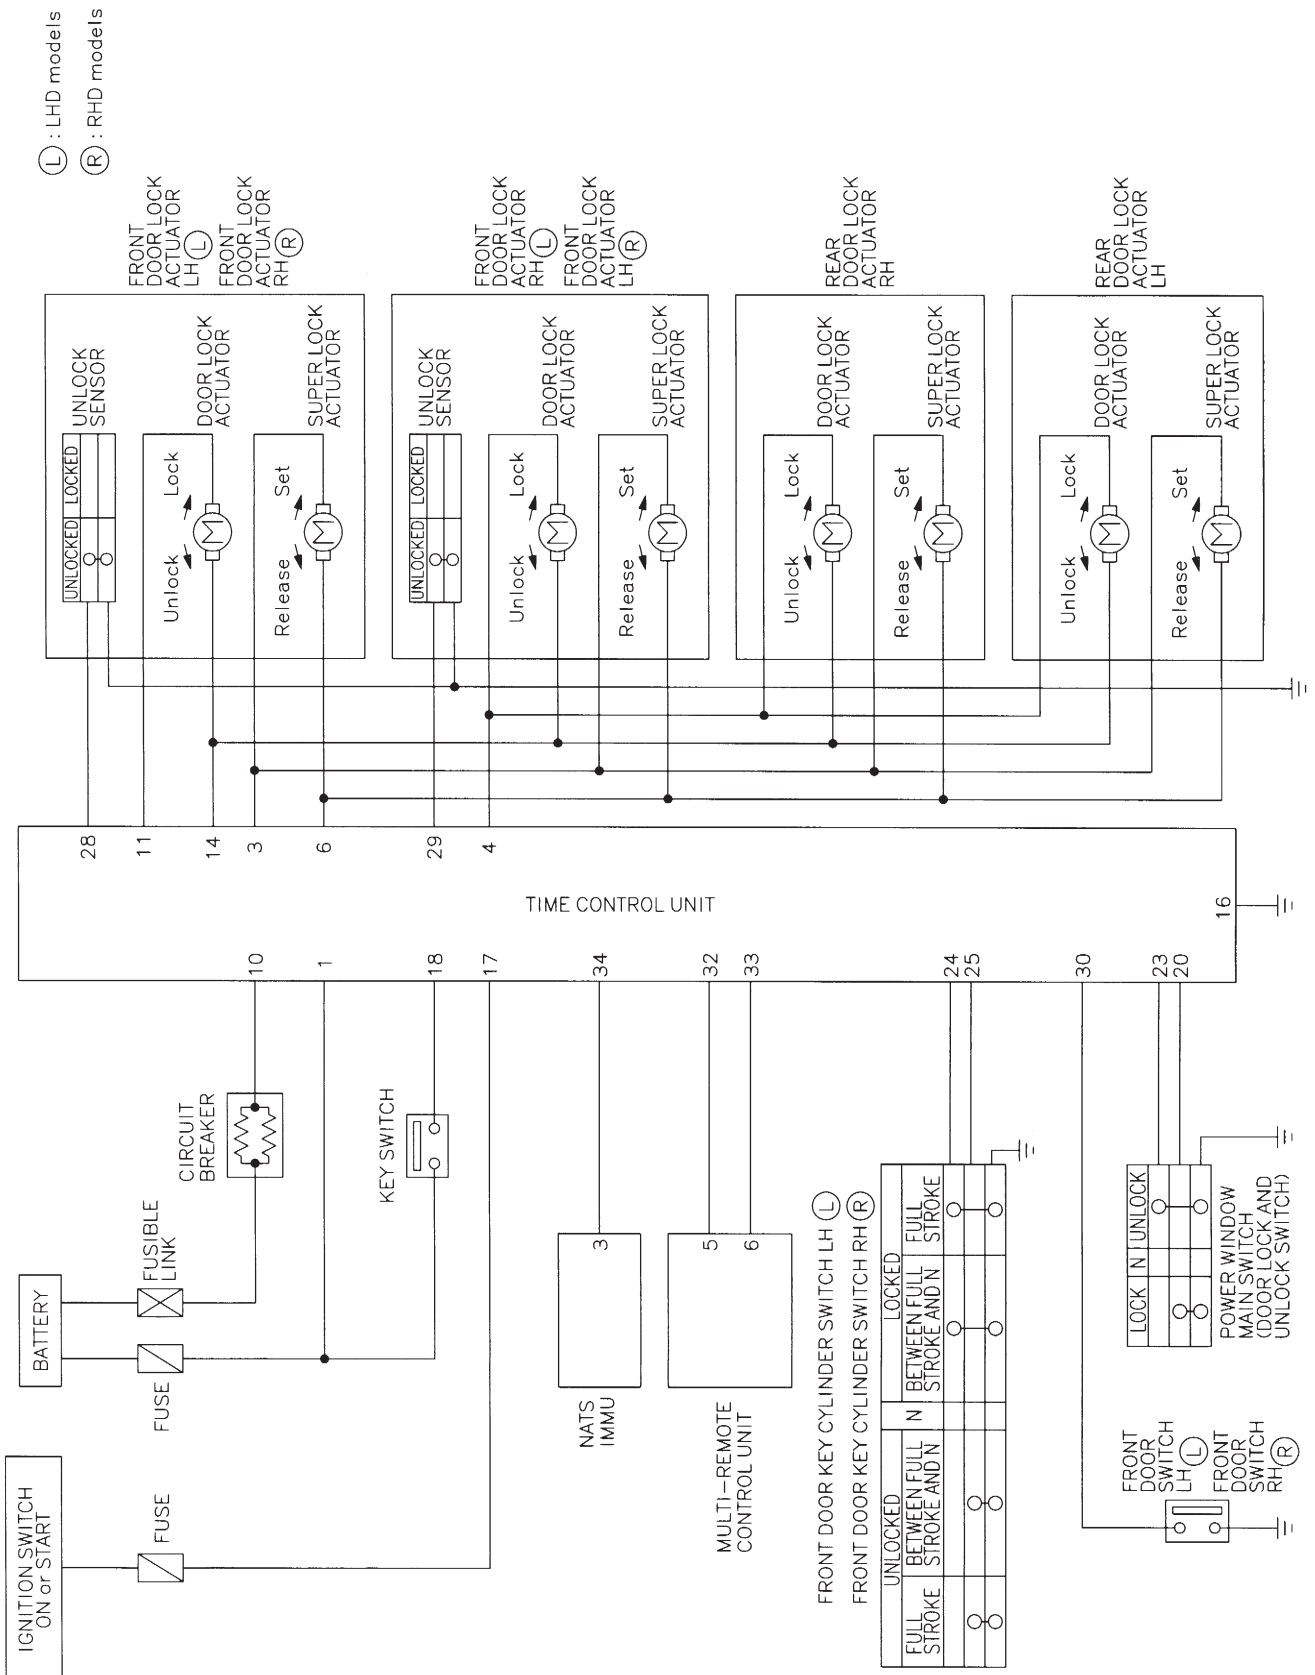 IGNITION SWITCH
ON or START
FUSE
BATTERY
FUSE
FUSIBLE
LINK
CIRCUIT
BREAKER
KEY SWITCH
NATS
IMMU
3
MULTI-REMOTE
CONTROL UNIT
5
6
FRONT DOOR KEY CYLINDER SWITCH LH Ⓛ
FRONT DOOR KEY CYLINDER SWITCH RH Ⓡ
UNLOCKED
N
LOCKED
FULL
STROKE
BETWEEN FULL
STROKE AND N
BETWEEN FULL
STROKE AND N
FULL
STROKE
FRONT
DOOR
SWITCH
LH Ⓛ
FRONT
DOOR
SWITCH
RH Ⓡ
LOCK N UNLOCK
POWER WINDOW
MAIN SWITCH
(DOOR LOCK AND
UNLOCK SWITCH)
10
1
18
17
34
32
33
24
25
30
23
20
TIME CONTROL UNIT
16
28
11
14
3
6
29
4
UNLOCKED LOCKED
UNLOCK
SENSOR
Unlock
Lock
M
DOOR LOCK
ACTUATOR
Release
Set
M
SUPER LOCK
ACTUATOR
FRONT
DOOR LOCK
ACTUATOR
LH Ⓛ
FRONT
DOOR LOCK
ACTUATOR
RH Ⓡ
UNLOCKED LOCKED
UNLOCK
SENSOR
Unlock
Lock
M
DOOR LOCK
ACTUATOR
Release
Set
M
SUPER LOCK
ACTUATOR
FRONT
DOOR LOCK
ACTUATOR
RH Ⓛ
FRONT
DOOR LOCK
ACTUATOR
LH Ⓡ
Unlock
Lock
M
DOOR LOCK
ACTUATOR
Release
Set
M
SUPER LOCK
ACTUATOR
REAR
DOOR LOCK
ACTUATOR
RH
Unlock
Lock
M
DOOR LOCK
ACTUATOR
Release
Set
M
SUPER LOCK
ACTUATOR
REAR
DOOR LOCK
ACTUATOR
LH
Ⓛ : LHD models
Ⓡ : RHD models